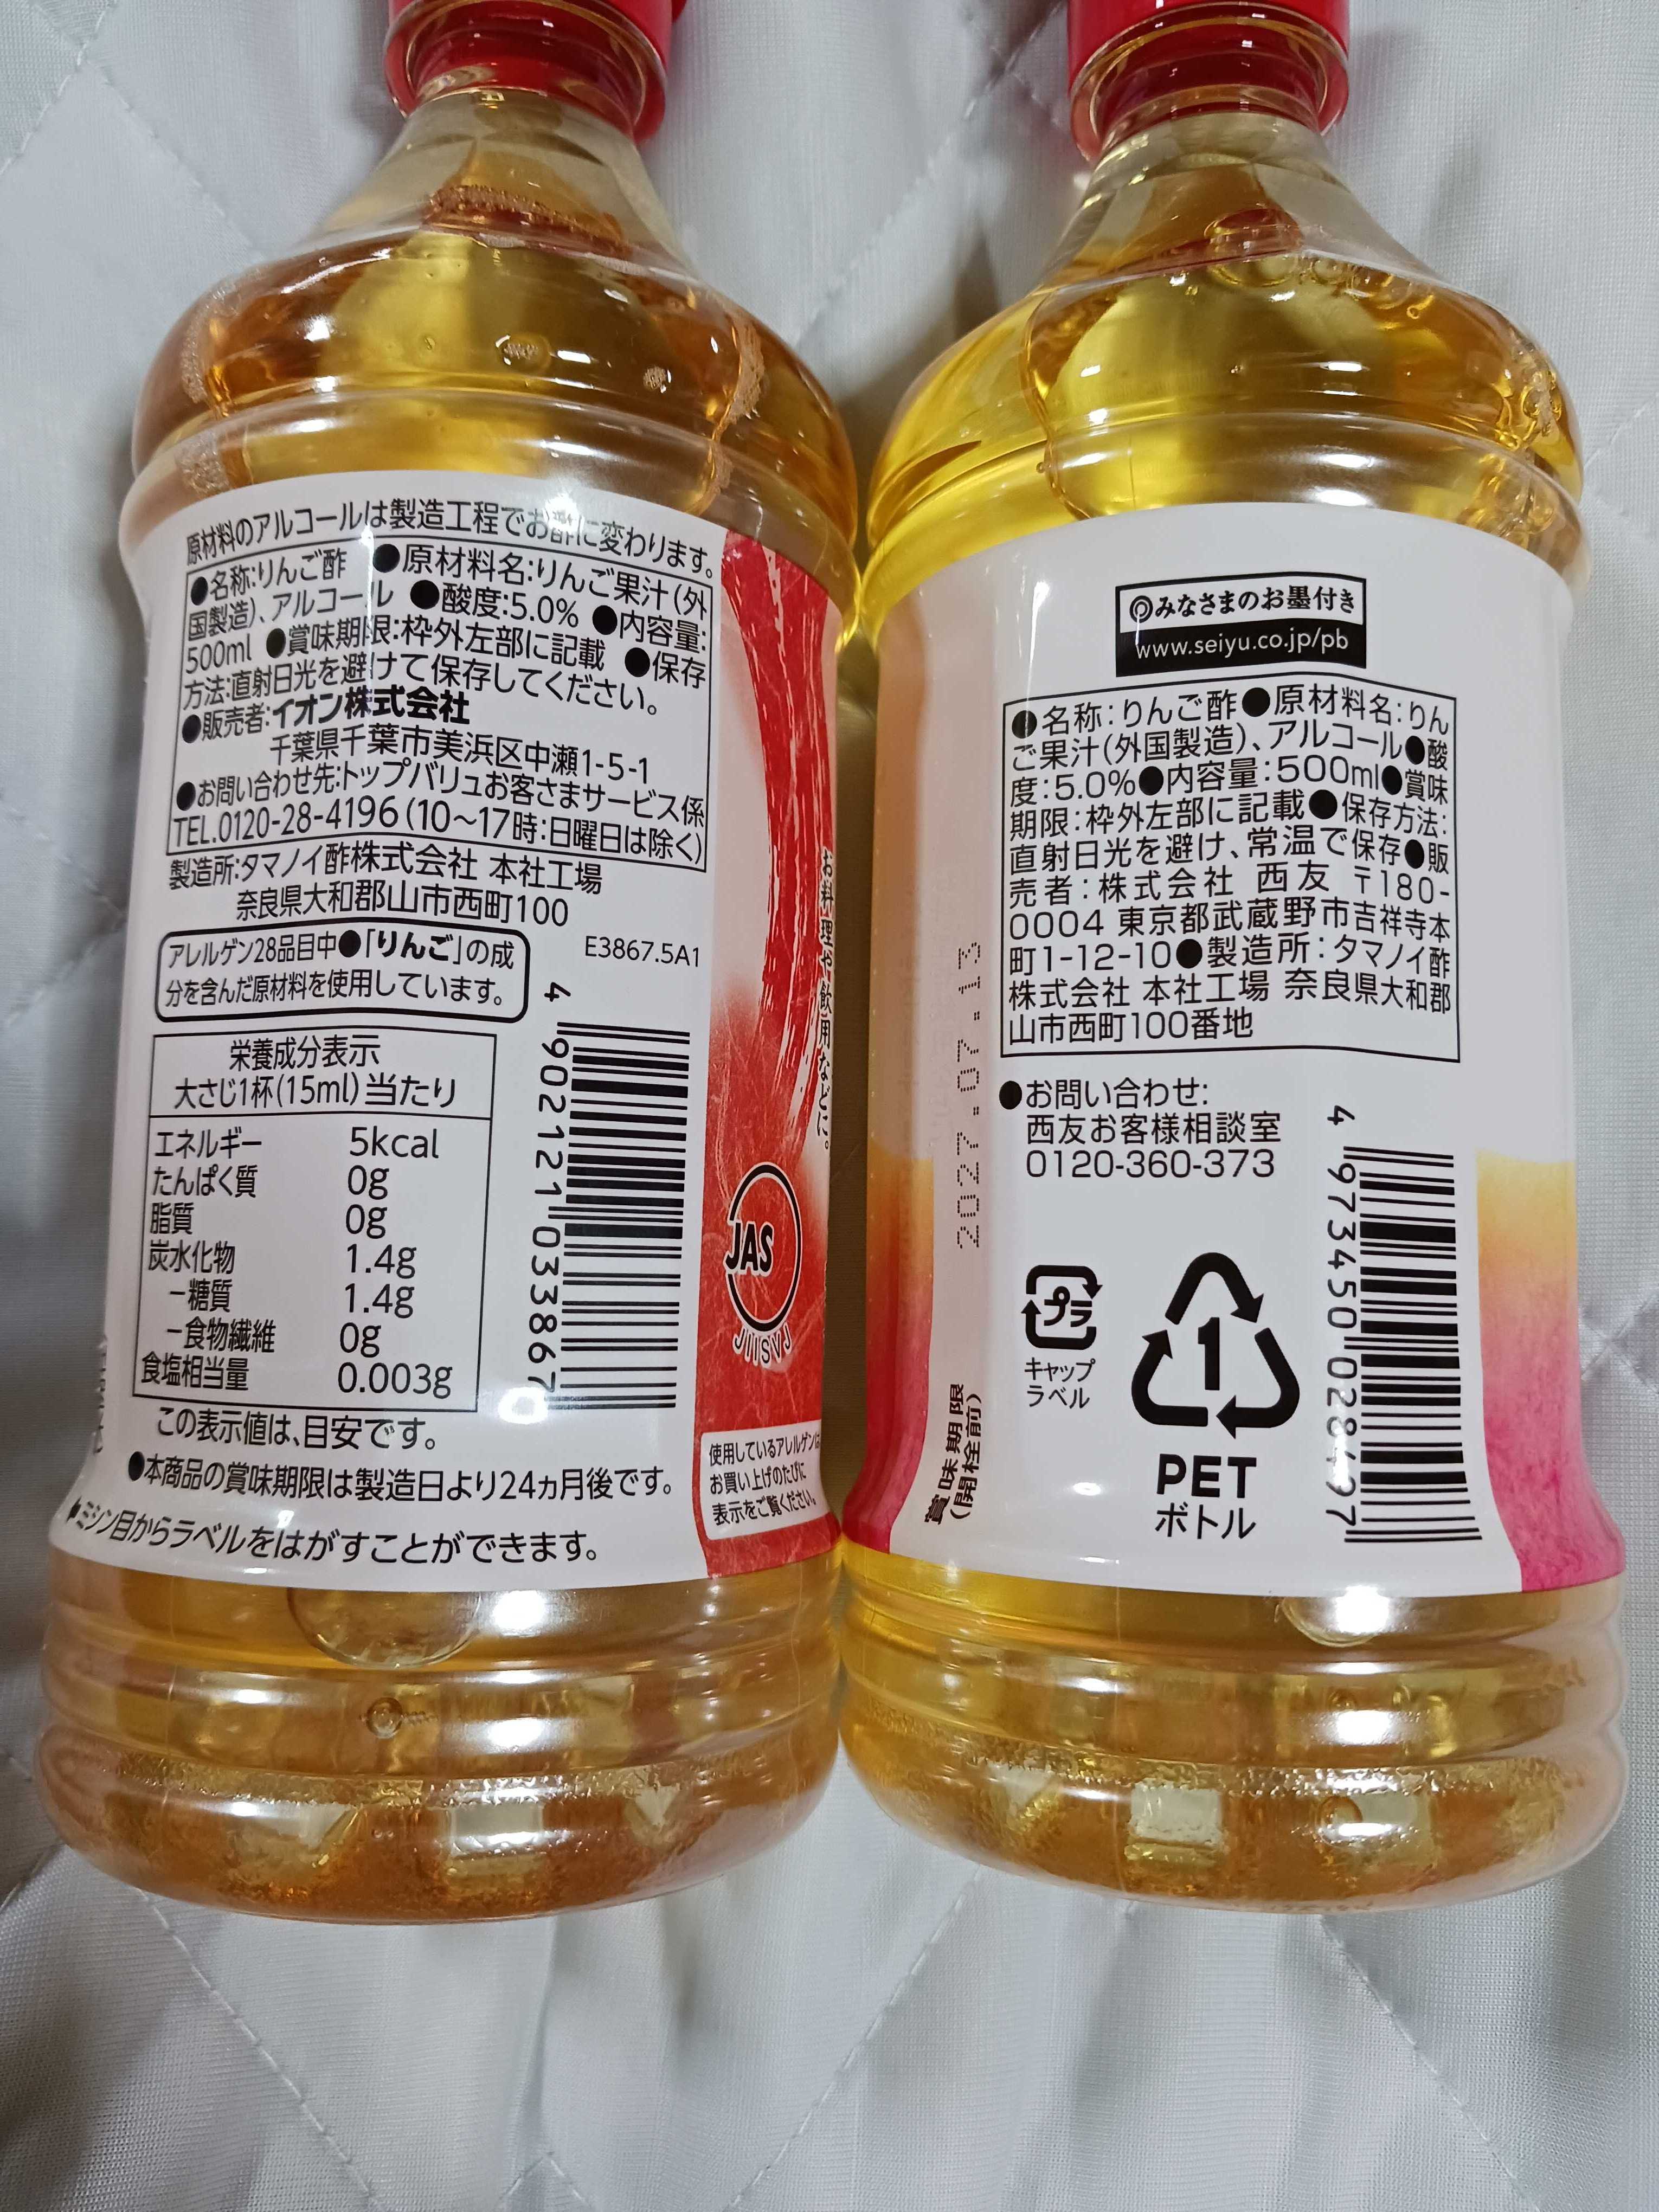 原材料のアルコールは製造工程でお酢に変わります。
●名称:りんご酢 ●原材料名:りんご果汁(外
国製造)、アルコール ●酸度:5.0% ●内容量:
500ml ●賞味期限:枠外左部に記載 ●保存
方法:直射日光を避けて保存してください。
●販売者:イオン株式会社
千葉県千葉市美浜区中瀬1-5-1
●お問い合わせ先:トップバリュお客さまサービス係
TEL.0120-28-4196(10～17時:日曜日は除く)
製造所:タマノイ酢株式会社 本社工場
奈良県大和郡山市西町100
アレルゲン28品目中●「りんご」の成
分を含んだ原材料を使用しています。
E3867.5A1
栄養成分表示
大さじ1杯(15ml)当たり
エネルギー 5kcal
たんぱく質 0g
脂質 0g
炭水化物 1.4g
－糖質 1.4g
－食物繊維 0g
食塩相当量 0.003g
この表示値は、目安です。
●本商品の賞味期限は製造日より24ヵ月後です。
ミシン目からラベルをはがすことができます。
4 902121 033867
お料理や飲用などに。
JAS
JIISVJ
使用しているアレルゲンは
お買い上げのたびに
表示をご覧ください。
みなさまのお墨付き
www.seiyu.co.jp/pb
●名称:りんご酢●原材料名:りん
ご果汁(外国製造)、アルコール●酸
度:5.0%●内容量:500ml●賞味
期限:枠外左部に記載●保存方法:
直射日光を避け、常温で保存●販
売者:株式会社 西友 〒180-
0004 東京都武蔵野市吉祥寺本
町1-12-10●製造所:タマノイ酢
株式会社 本社工場 奈良県大和郡
山市西町100番地
●お問い合わせ:
西友お客様相談室
0120-360-373
2027.07.13
賞味期限
(開栓前)
プラ
キャップ
ラベル
1
PET
ボトル
4 973450 028497